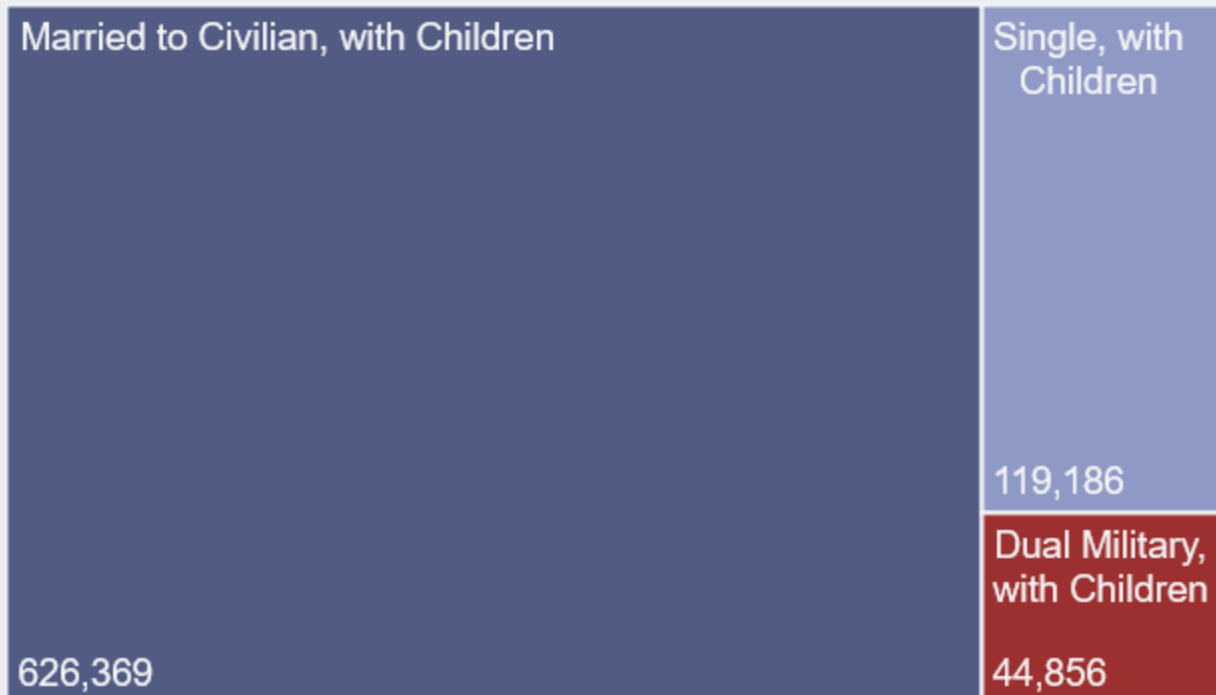 Married to Civilian, with Children
626,369
Single, with
Children
119,186
Dual Military,
with Children
44,856